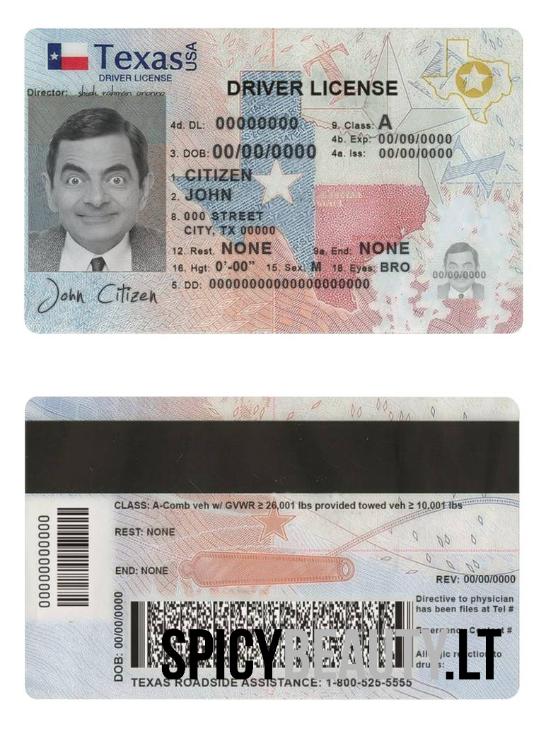 Texas USA
DRIVER LICENSE
Director:
DRIVER LICENSE
4d. DL: 00000000 9. Class: A
4b. Exp: 00/00/0000
3. DOB: 00/00/0000 4a. Iss: 00/00/0000
1. CITIZEN
2. JOHN
8. 000 STREET
CITY, TX 00000
12. Rest. NONE 9a. End. NONE
16. Hgt: 0'-00" 15. Sex: M 18. Eyes: BRO
5. DD: 00000000000000000000
00/00/0000
John Citizen
CLASS: A-Comb veh w/ GVWR ≥ 26,001 lbs provided towed veh ≥ 10,001 lbs
REST: NONE
END: NONE
00000000000
REV: 00/00/0000
Directive to physician
has been files at Tel #
Emergency Contact #
Allergic reaction to
drugs:
DOB: 00/00/0000
SPICYBEAUTY.LT
TEXAS ROADSIDE ASSISTANCE: 1-800-525-5555